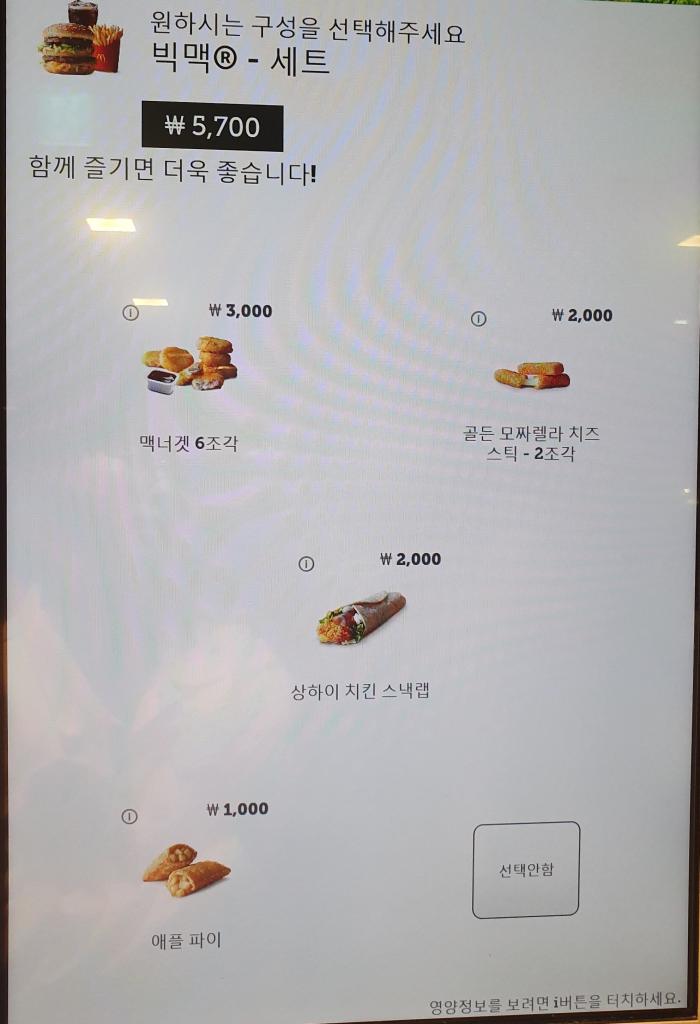 원하시는 구성을 선택해주세요
빅맥® - 세트
₩ 5,700
함께 즐기면 더욱 좋습니다!
₩ 3,000
맥너겟 6조각
₩ 2,000
골든 모짜렐라 치즈
스틱 - 2조각
₩ 2,000
상하이 치킨 스낵랩
₩ 1,000
애플 파이
선택안함
영양정보를 보려면 i버튼을 터치하세요.